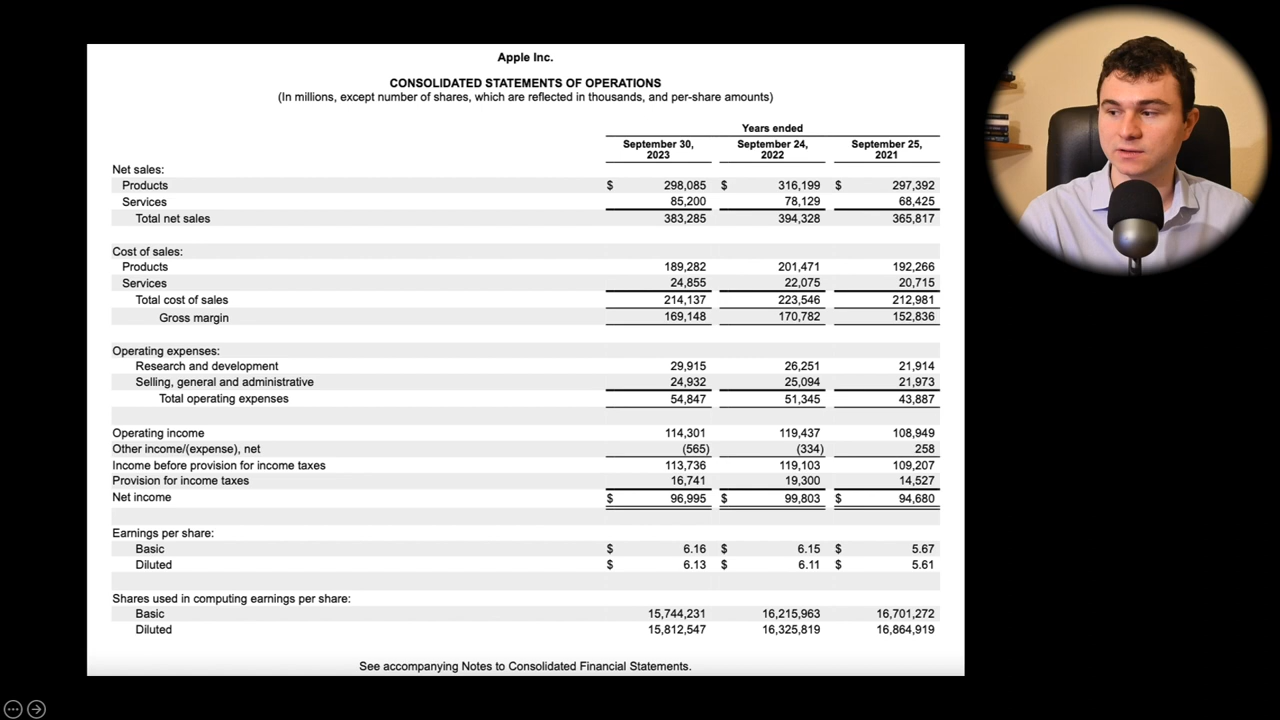 Apple Inc.
CONSOLIDATED STATEMENTS OF OPERATIONS
(In millions, except number of shares, which are reflected in thousands, and per-share amounts)
Years ended
September 30, 2023 September 24, 2022 September 25, 2021
Net sales:
Products $ 298,085 $ 316,199 $ 297,392
Services 85,200 78,129 68,425
Total net sales 383,285 394,328 365,817
Cost of sales:
Products 189,282 201,471 192,266
Services 24,855 22,075 20,715
Total cost of sales 214,137 223,546 212,981
Gross margin 169,148 170,782 152,836
Operating expenses:
Research and development 29,915 26,251 21,914
Selling, general and administrative 24,932 25,094 21,973
Total operating expenses 54,847 51,345 43,887
Operating income 114,301 119,437 108,949
Other income/(expense), net (565) (334) 258
Income before provision for income taxes 113,736 119,103 109,207
Provision for income taxes 16,741 19,300 14,527
Net income $ 96,995 $ 99,803 $ 94,680
Earnings per share:
Basic $ 6.16 $ 6.15 $ 5.67
Diluted $ 6.13 $ 6.11 $ 5.61
Shares used in computing earnings per share:
Basic 15,744,231 16,215,963 16,701,272
Diluted 15,812,547 16,325,819 16,864,919
See accompanying Notes to Consolidated Financial Statements.